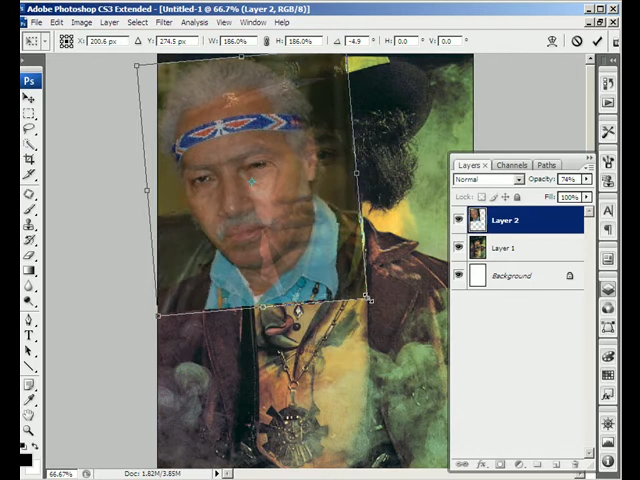 Adobe Photoshop CS3 Extended - [Untitled-1 @ 66.7% (Layer 2, RGB/8)]
File Edit Image Layer Select Filter Analysis View Window Help
X: 200.6 px Y: 274.5 px W: 186.0% H: 186.0% -4.9 ° H: 0.0 ° V: 0.0 °
Ps
Layers × Channels Paths
Normal Opacity: 74%
Lock: Fill: 100%
Layer 2
Layer 1
Background
66.67% Doc: 1.82M/3.85M